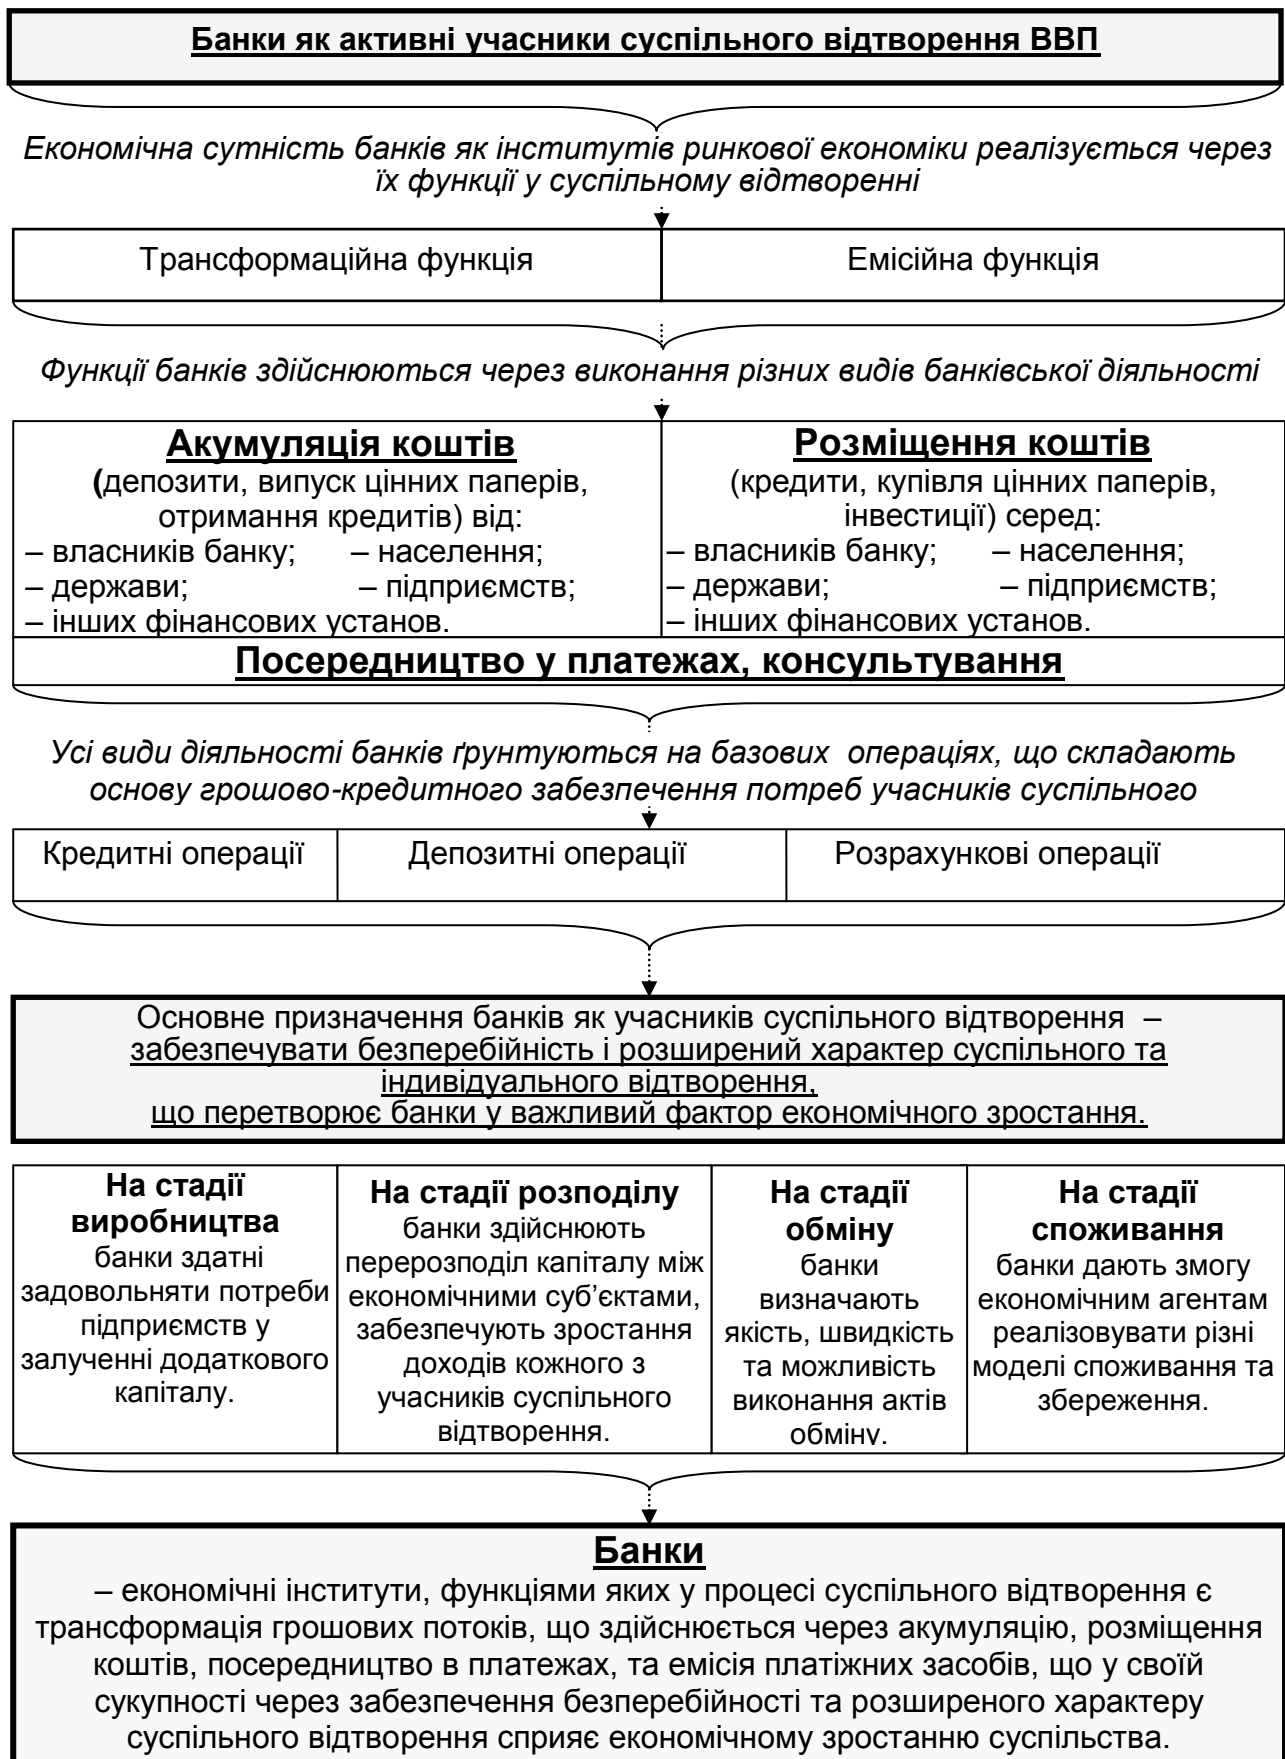 Банки як активні учасники суспільного відтворення ВВП
Економічна сутність банків як інститутів ринкової економіки реалізується через
їх функції у суспільному відтворенні
Трансформаційна функція
Емісійна функція
Функції банків здійснюються через виконання різних видів банківської діяльності
Акумуляція коштів
(депозити, випуск цінних паперів,
отримання кредитів) від:
– власників банку; – населення;
– держави; – підприємств;
– інших фінансових установ.
Розміщення коштів
(кредити, купівля цінних паперів,
інвестиції) серед:
– власників банку; – населення;
– держави; – підприємств;
– інших фінансових установ.
Посередництво у платежах, консультування
Усі види діяльності банків ґрунтуються на базових операціях, що складають
основу грошово-кредитного забезпечення потреб учасників суспільного
Кредитні операції
Депозитні операції
Розрахункові операції
Основне призначення банків як учасників суспільного відтворення –
забезпечувати безперебійність і розширений характер суспільного та
індивідуального відтворення,
що перетворює банки у важливий фактор економічного зростання.
На стадії
виробництва
банки здатні
задовольняти потреби
підприємств у
залученні додаткового
капіталу.
На стадії розподілу
банки здійснюють
перерозподіл капіталу між
економічними суб’єктами,
забезпечують зростання
доходів кожного з
учасників суспільного
відтворення.
На стадії
обміну
банки
визначають
якість, швидкість
та можливість
виконання актів
обміну.
На стадії
споживання
банки дають змогу
економічним агентам
реалізовувати різні
моделі споживання та
збереження.
Банки
– економічні інститути, функціями яких у процесі суспільного відтворення є
трансформація грошових потоків, що здійснюється через акумуляцію, розміщення
коштів, посередництво в платежах, та емісія платіжних засобів, що у своїй
сукупності через забезпечення безперебійності та розширеного характеру
суспільного відтворення сприяє економічному зростанню суспільства.